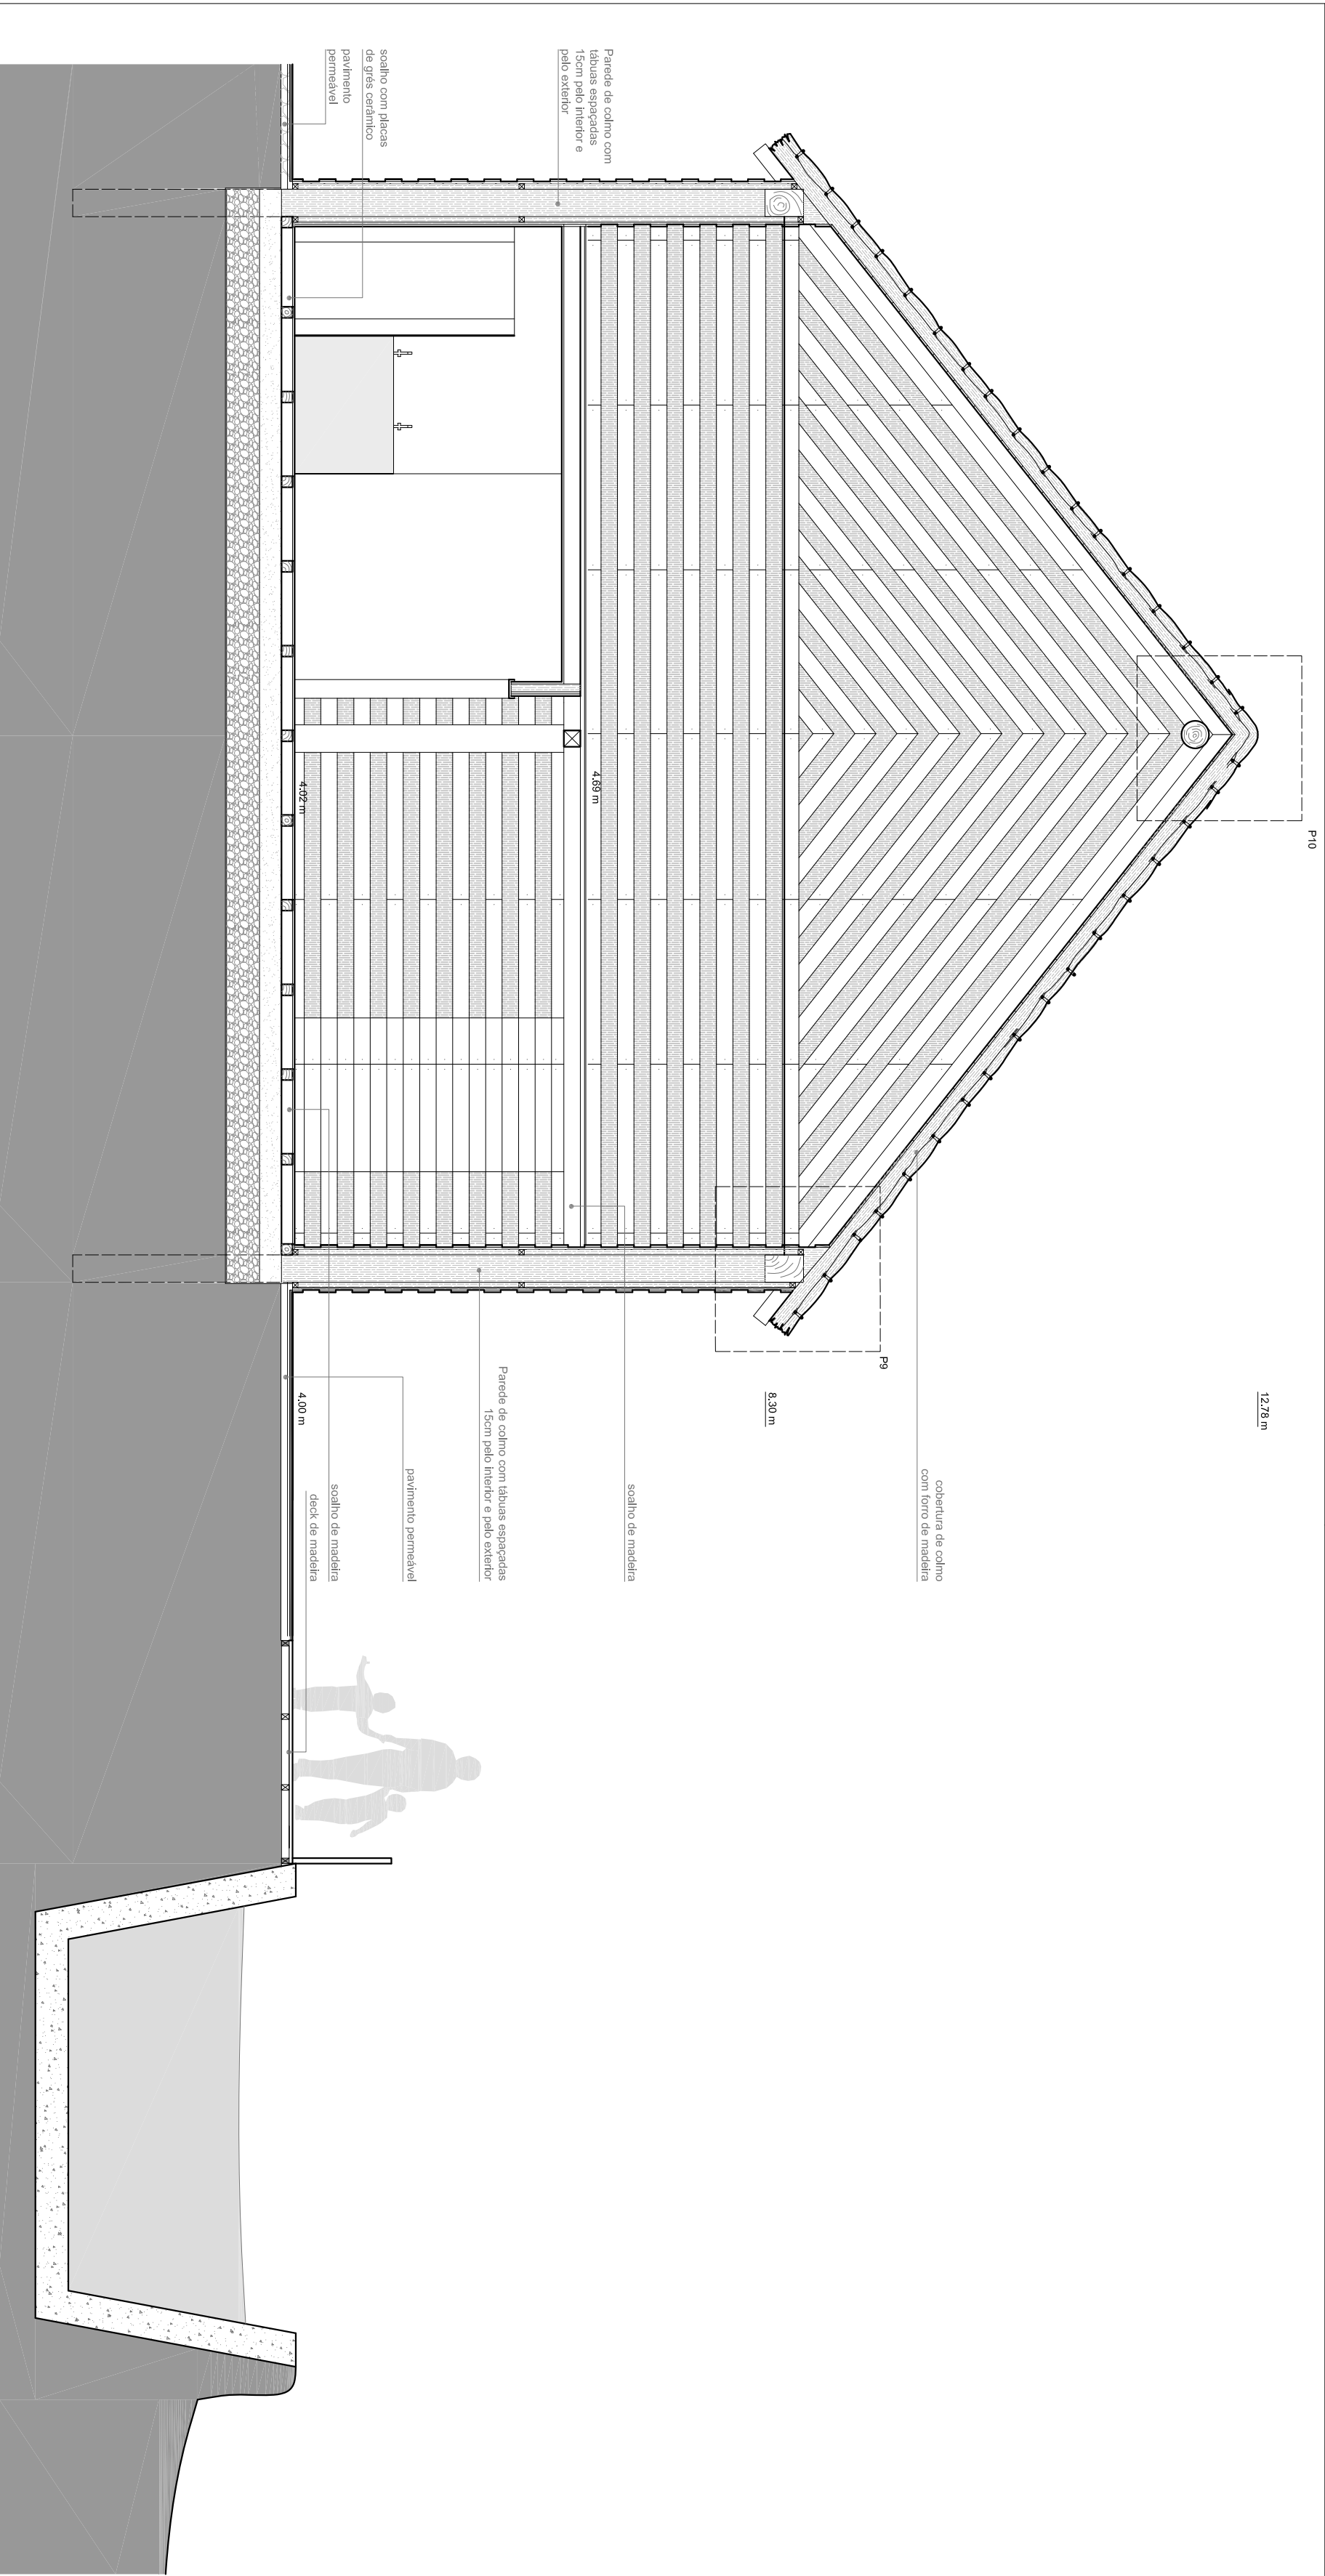 P10
12.78 m
cobertura de colmo
com forro de madeira
P9
8.30 m
Parede de colmo com
tábuas espaçadas
15cm pelo interior e
pelo exterior
4.69 m
soalho de madeira
Parede de colmo com tábuas espaçadas
15cm pelo interior e pelo exterior
soalho com placas
de grés cerâmico
pavimento
permeável
pavimento permeável
4.02 m
4.00 m
soalho de madeira
deck de madeira